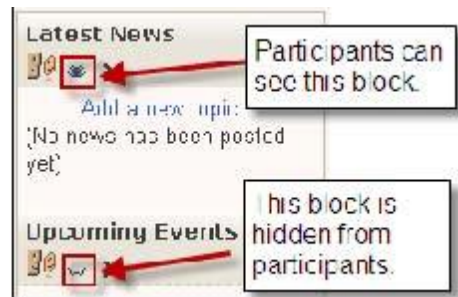 Latest News
Participants can
see this block.
Add a new topic
(No news has been posted
yet)
This block is
Upcoming Events
hidden from
participants.